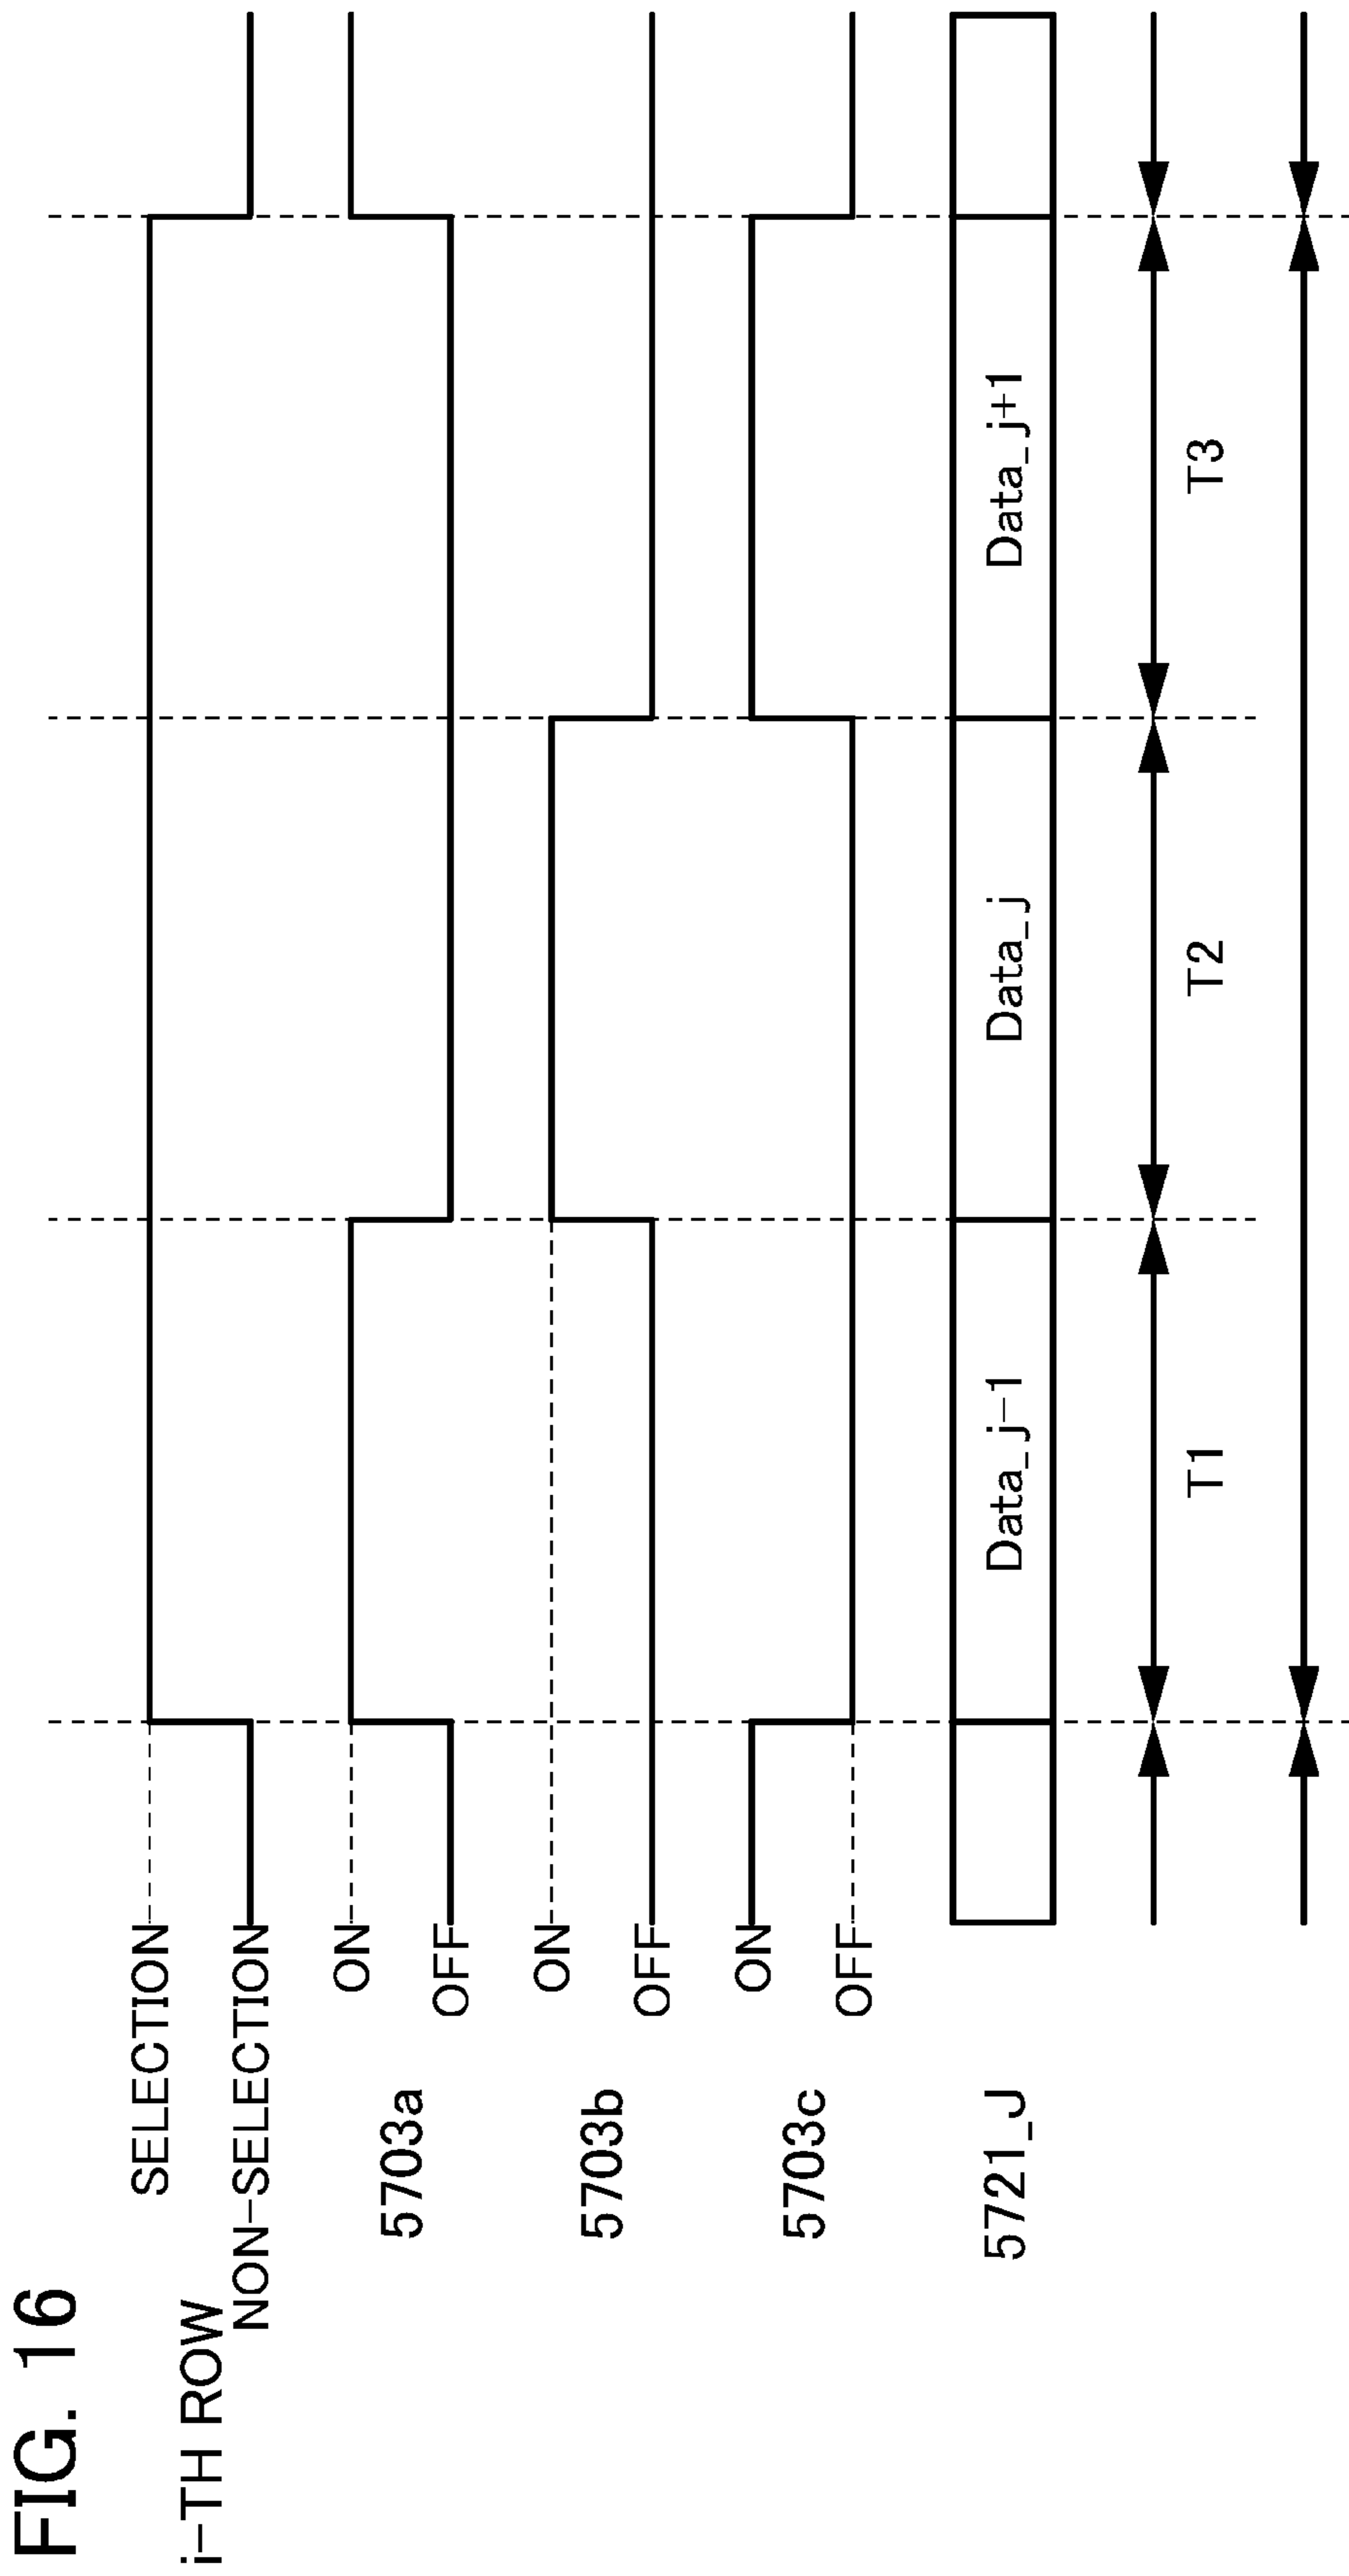 FIG. 16
SELECTION
i-TH ROW
NON-SELECTION
ON
5703a
OFF
ON
5703b
OFF
ON
5703c
OFF
5721_J Data_j-1 Data_j Data_j+1
T1 T2 T3